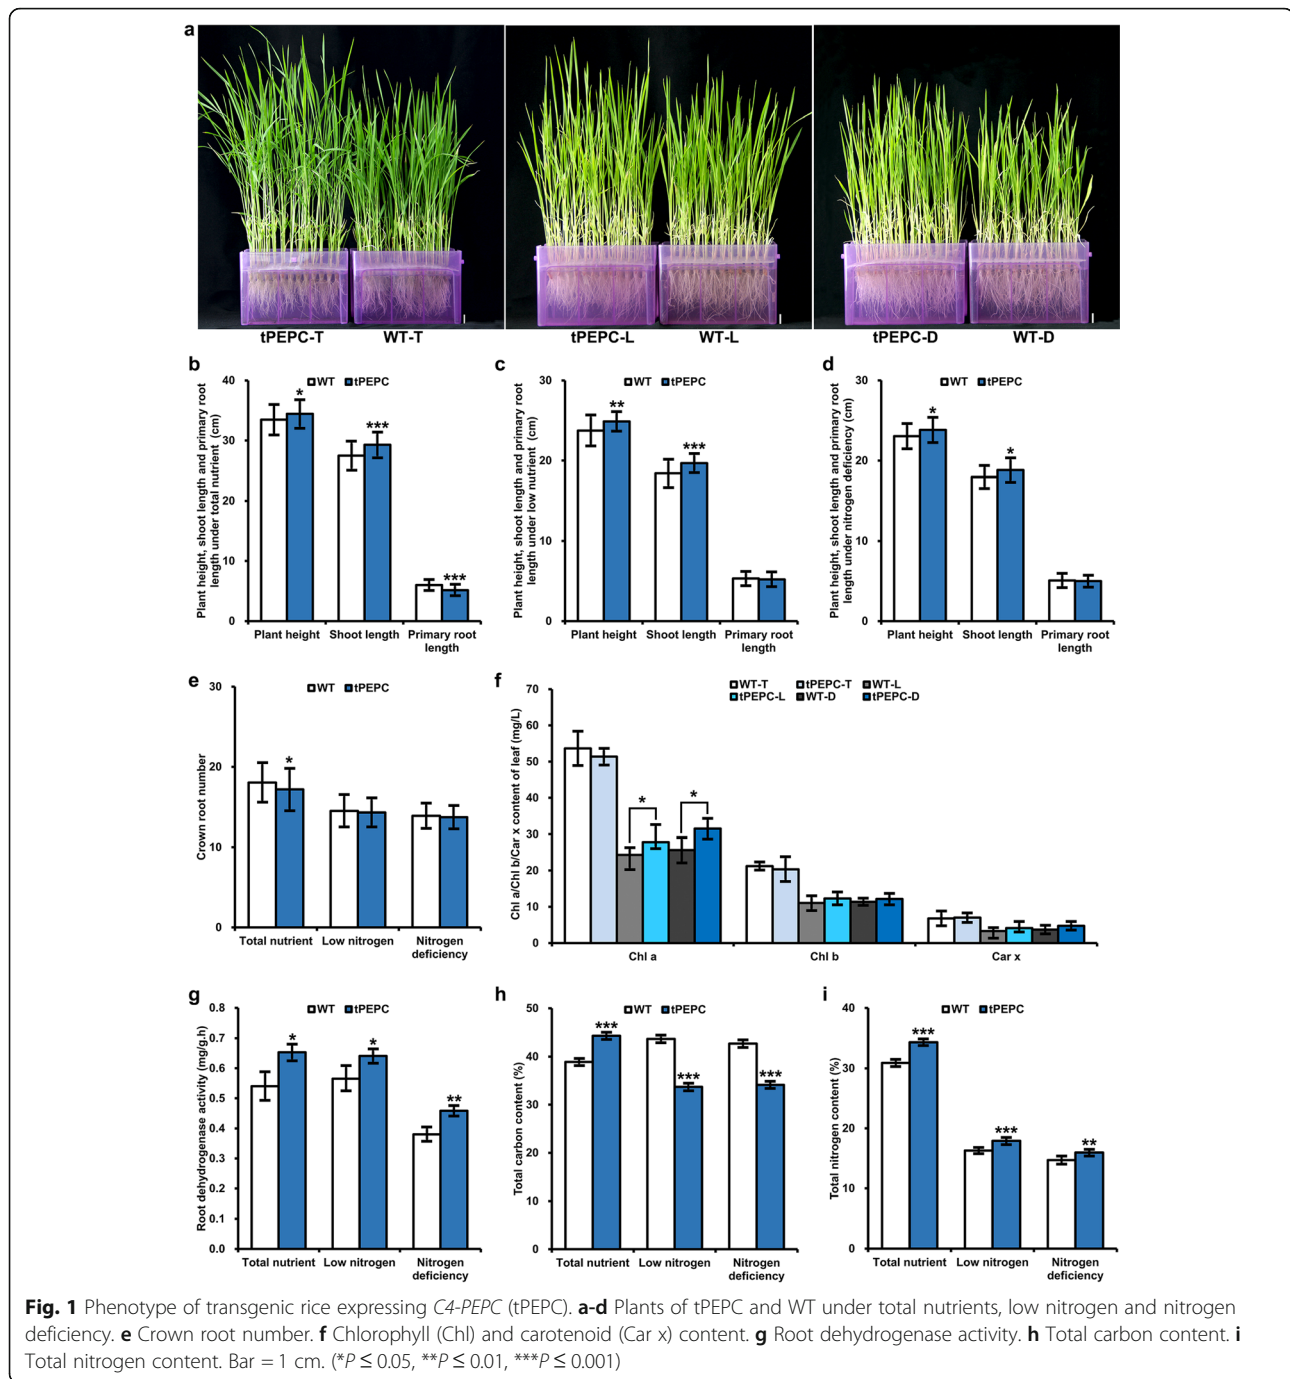 a
tPEPC-T WT-T tPEPC-L WT-L tPEPC-D WT-D
b
Plant height, shoot length and primary root
length under total nutrient (cm)
40
30
20
10
0
WT tPEPC
*
***
***
Plant height Shoot length Primary root
length
c
Plant height, shoot length and primary root
length under low nutrient (cm)
30
20
10
0
WT tPEPC
**
***
Plant height Shoot length Primary root
length
d
Plant height, shoot length and primary root
length under nitrogen deficiency (cm)
30
20
10
0
WT tPEPC
*
*
Plant height Shoot length Primary root
length
e
Crown root number
30
20
10
0
WT tPEPC
*
Total nutrient Low nitrogen Nitrogen
deficiency
f
Chl a/Chl b/Car x content of leaf (mg/L)
70
60
50
40
30
20
10
0
WT-T tPEPC-T WT-L
tPEPC-L WT-D tPEPC-D
*
*
Chl a Chl b Car x
g
Root dehydrogenase activity (mg/g.h)
0.8
0.7
0.6
0.5
0.4
0.3
0.2
0.1
0.0
WT tPEPC
*
*
**
Total nutrient Low nitrogen Nitrogen
deficiency
h
Total carbon content (%)
50
40
30
20
10
0
WT tPEPC
***
***
***
Total nutrient Low nitrogen Nitrogen
deficiency
i
Total nitrogen content (%)
40
30
20
10
0
WT tPEPC
***
***
**
Total nutrient Low nitrogen Nitrogen
deficiency
Fig. 1 Phenotype of transgenic rice expressing C4-PEPC (tPEPC). a-d Plants of tPEPC and WT under total nutrients, low nitrogen and nitrogen
deficiency. e Crown root number. f Chlorophyll (Chl) and carotenoid (Car x) content. g Root dehydrogenase activity. h Total carbon content. i
Total nitrogen content. Bar = 1 cm. (*P ≤ 0.05, **P ≤ 0.01, ***P ≤ 0.001)